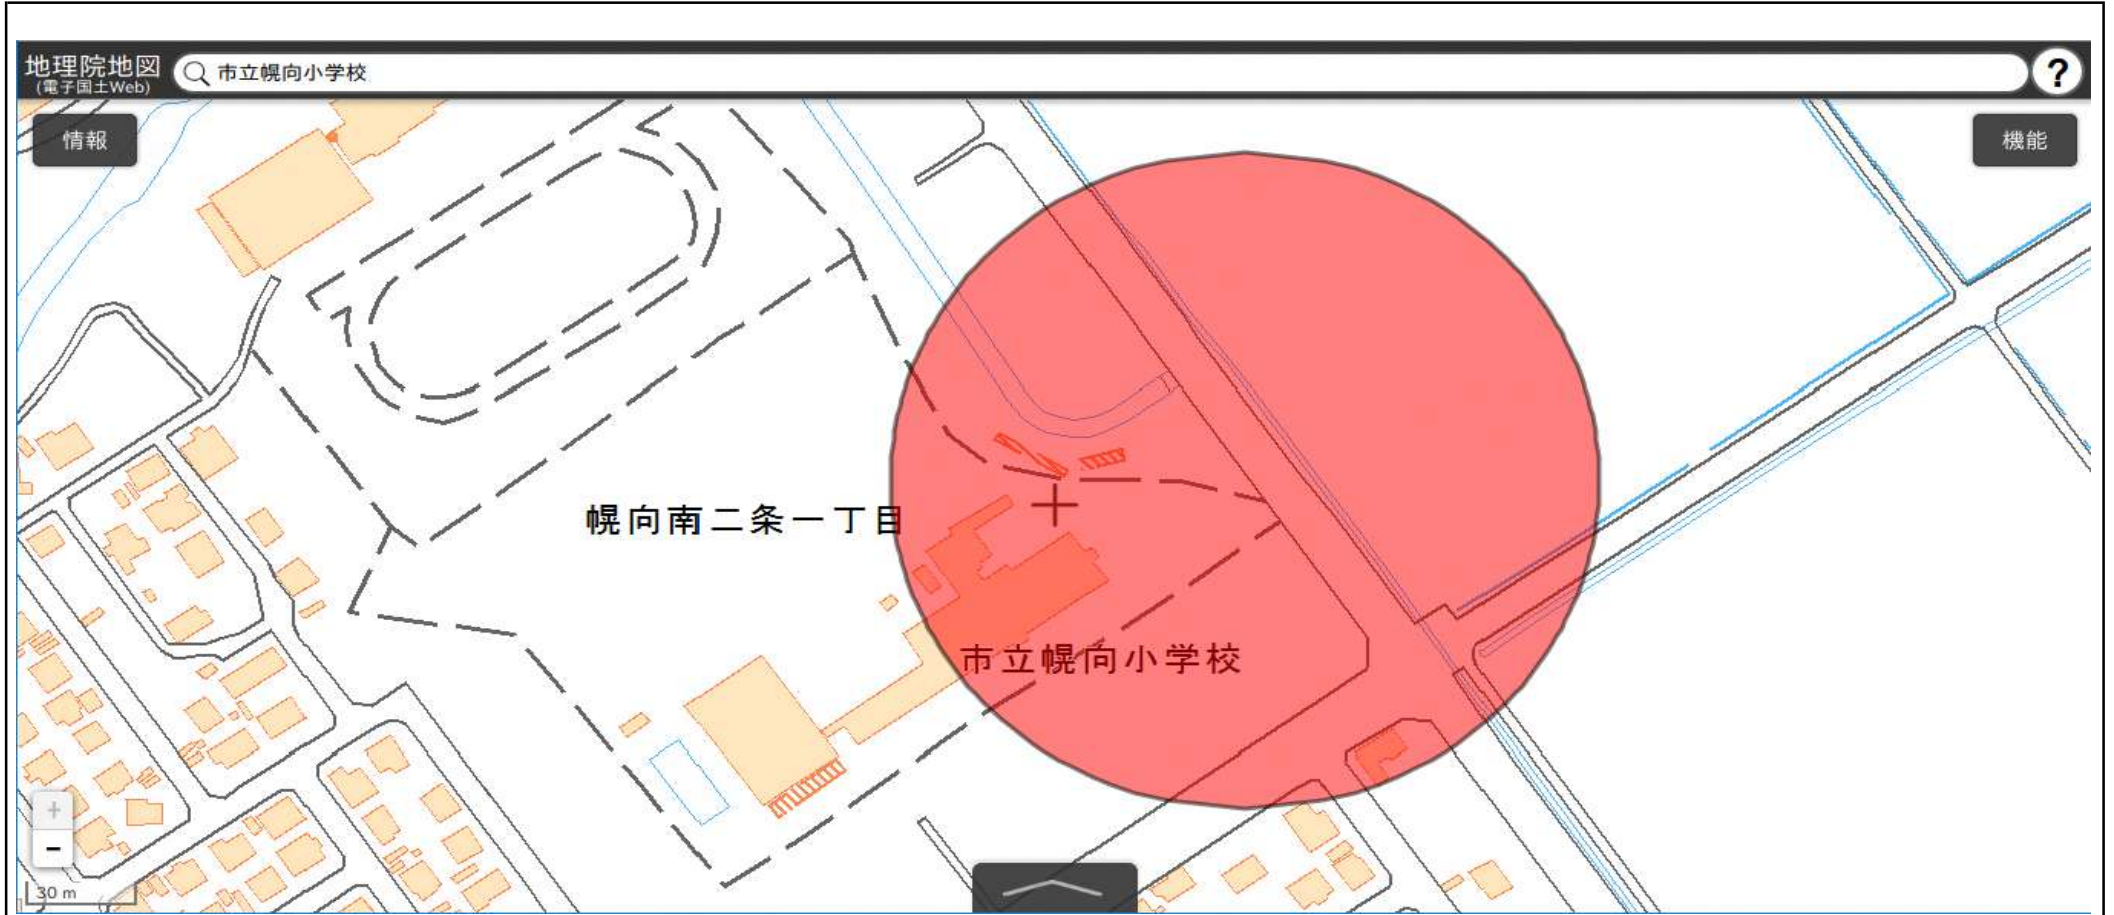 地理院地図
(電子国土Web)
市立幌向小学校
?
情報
機能
幌向南二条一丁目
市立幌向小学校
+
-
30 m